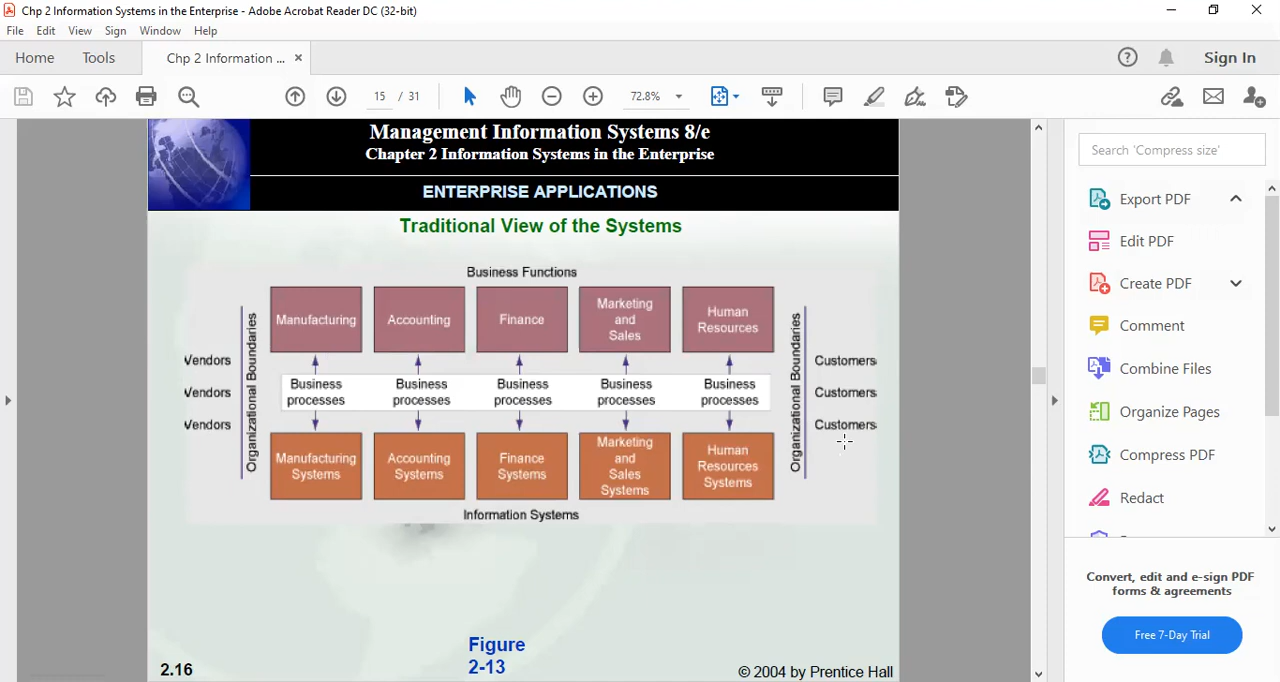 Chp 2 Information Systems in the Enterprise - Adobe Acrobat Reader DC (32-bit)
File Edit View Sign Window Help
Home Tools Chp 2 Information ... × Sign In
15 / 31 72.8%
Management Information Systems 8/e
Chapter 2 Information Systems in the Enterprise
ENTERPRISE APPLICATIONS
Traditional View of the Systems
Business Functions
Manufacturing
Accounting
Finance
Marketing
and
Sales
Human
Resources
Vendors
Vendors
Vendors
Organizational Boundaries
Business
processes
Business
processes
Business
processes
Business
processes
Business
processes
Organizational Boundaries
Customers
Customers
Customers
Manufacturing
Systems
Accounting
Systems
Finance
Systems
Marketing
and
Sales
Systems
Human
Resources
Systems
Information Systems
Figure
2-13
2.16
© 2004 by Prentice Hall
Search 'Compress size'
Export PDF
Edit PDF
Create PDF
Comment
Combine Files
Organize Pages
Compress PDF
Redact
Convert, edit and e-sign PDF
forms & agreements
Free 7-Day Trial